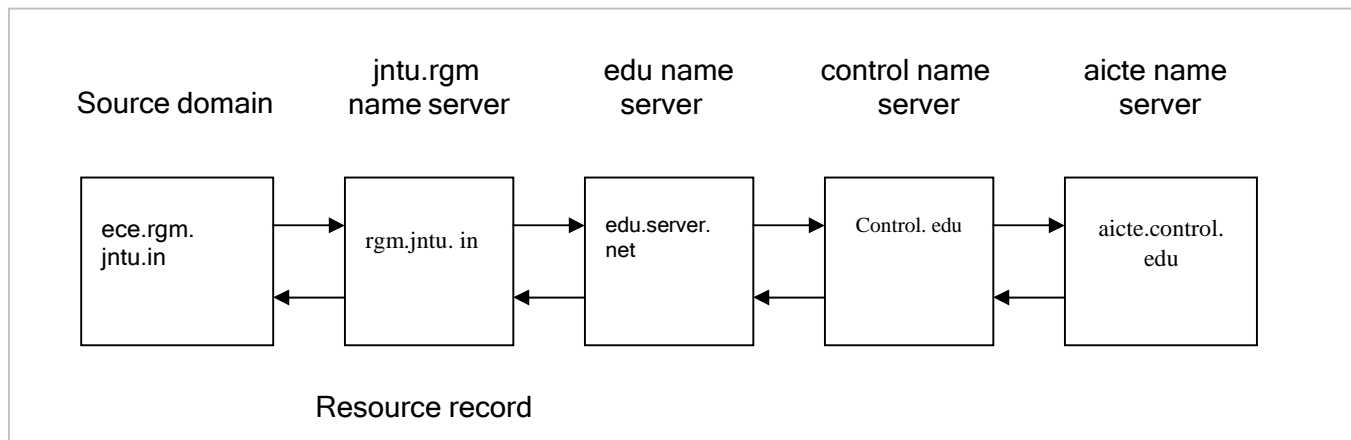 Source domain
jntu.rgm
name server
edu name
server
control name
server
aicte name
server
ece.rgm.
jntu.in
rgm.jntu. in
edu.server.
net
Control. edu
aicte.control.
edu
Resource record